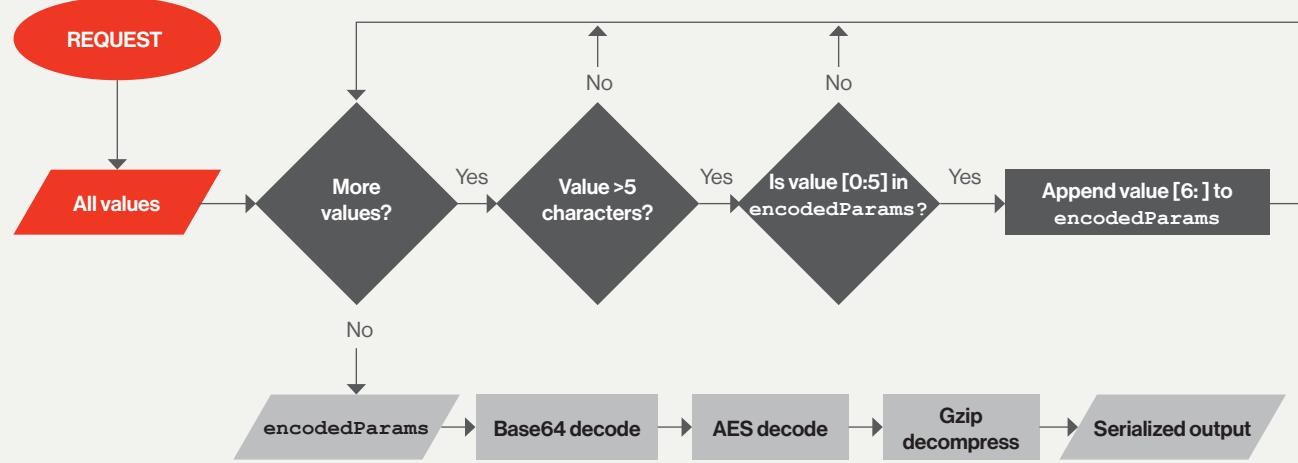 REQUEST
No
No
All values
More
values?
Yes
Value >5
characters?
Yes
Is value [0:5] in
encodedParams?
Yes
Append value [6: ] to
encodedParams
No
encodedParams
Base64 decode
AES decode
Gzip
decompress
Serialized output